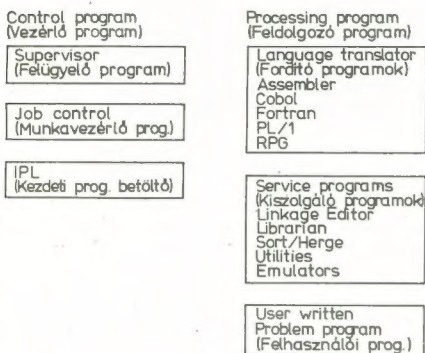 Control program
(Vezérlő program)
Supervisor
(Felügyelő program)
Job control
(Munkavezérlő prog.)
IPL
(Kezdeti prog. betöltő)
Processing program
(Feldolgozó program)
Language translator
(Fordító programok)
Assembler
Cobol
Fortran
PL/1
RPG
Service programs
(Kiszolgáló programok)
Linkage Editor
Librarian
Sort/Herge
Utilities
Emulators
User written
Problem program
(Felhasználói prog.)